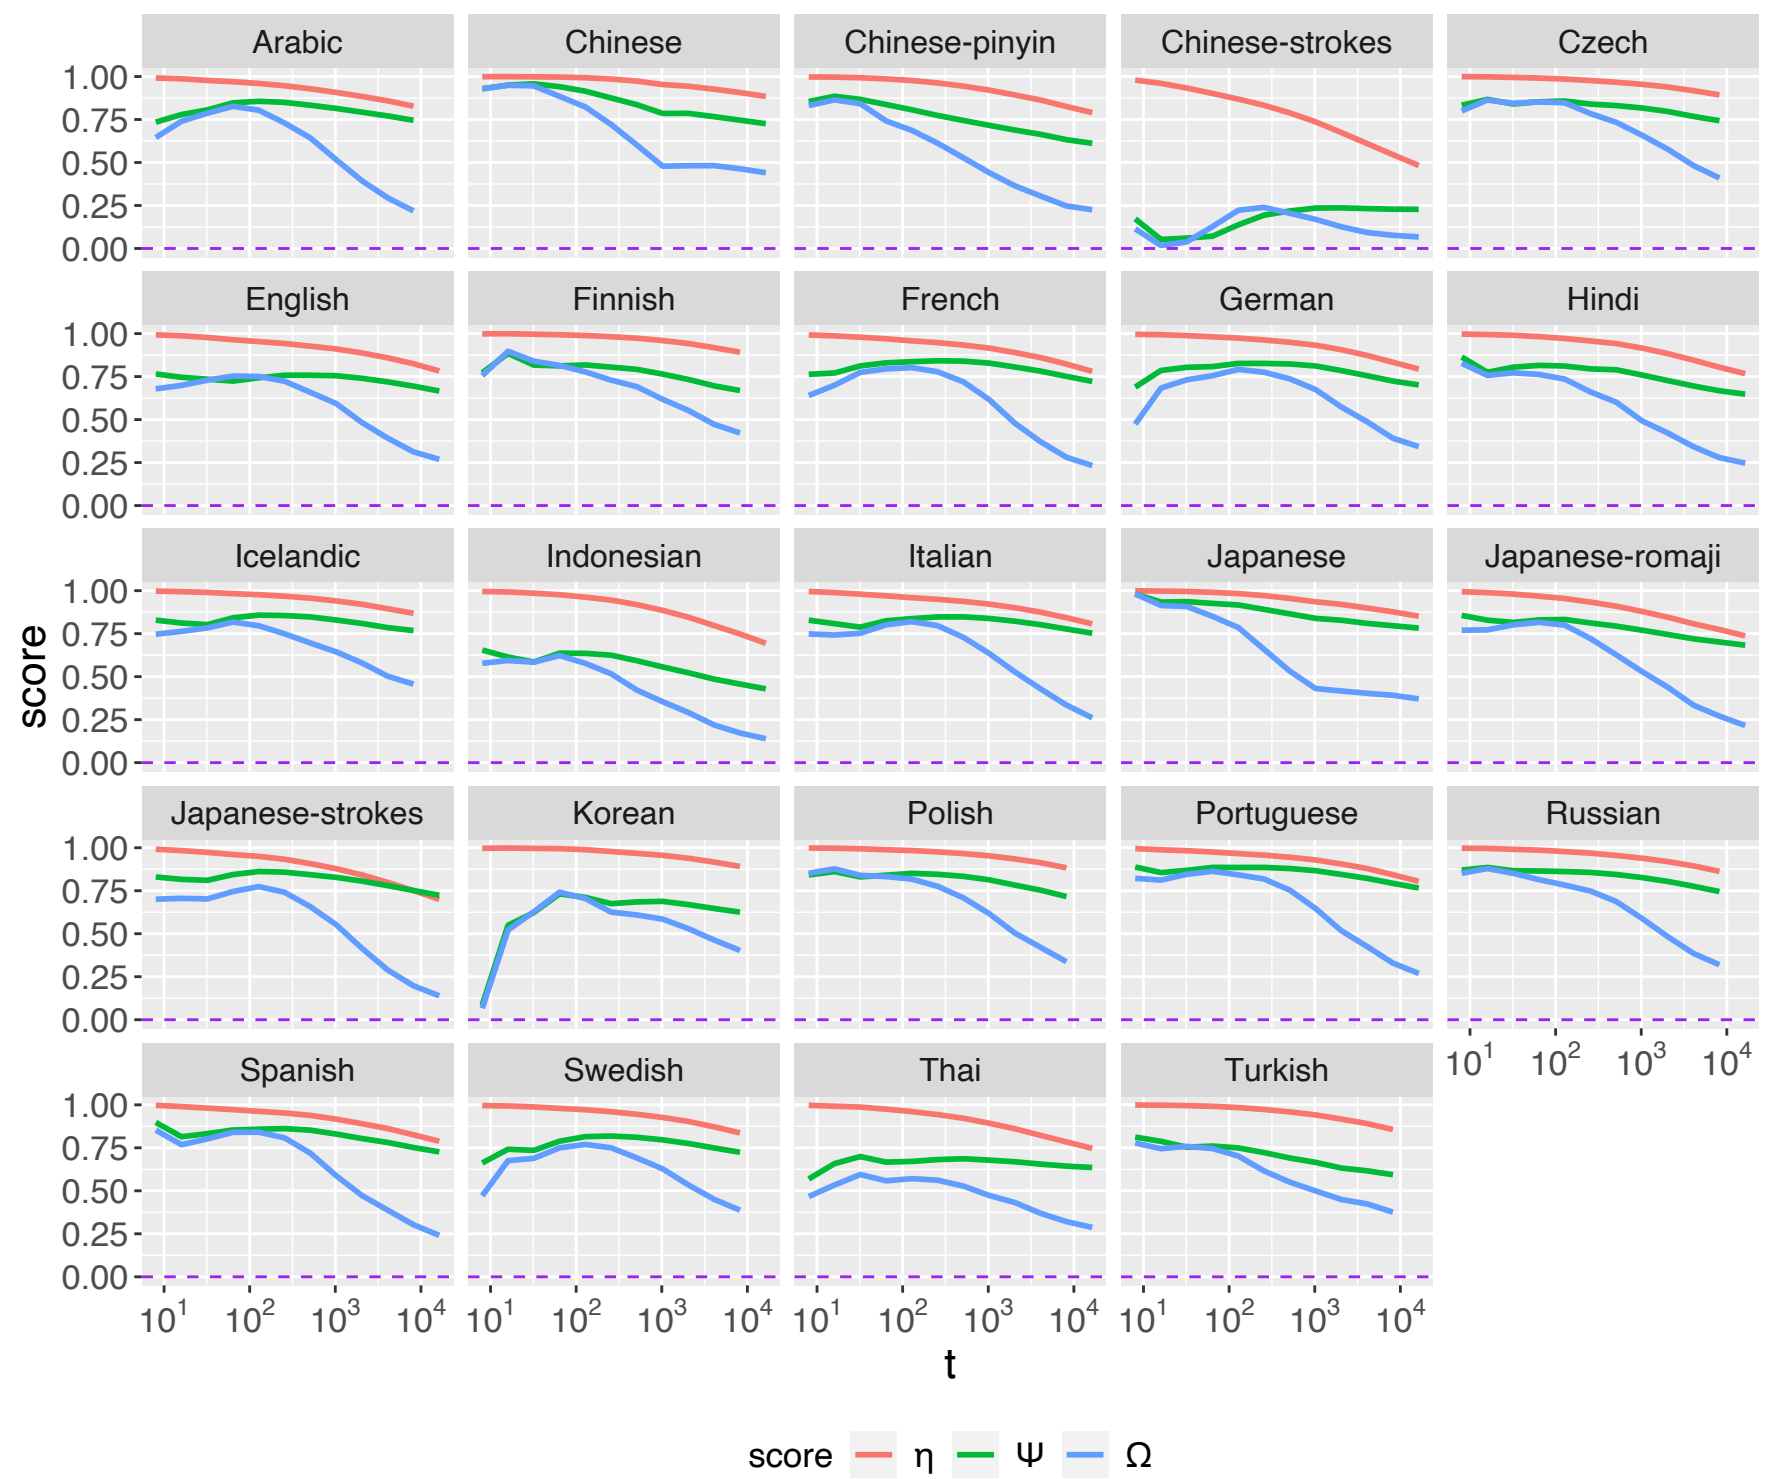 Arabic Chinese Chinese-pinyin Chinese-strokes Czech
1.00
0.75
0.50
0.25
0.00
English Finnish French German Hindi
1.00
0.75
0.50
0.25
0.00
Icelandic Indonesian Italian Japanese Japanese-romaji
1.00
0.75
0.50
0.25
0.00
score
Japanese-strokes Korean Polish Portuguese Russian
1.00
0.75
0.50
0.25
0.00
10¹ 10² 10³ 10⁴
Spanish Swedish Thai Turkish
1.00
0.75
0.50
0.25
0.00
10¹ 10² 10³ 10⁴ 10¹ 10² 10³ 10⁴ 10¹ 10² 10³ 10⁴ 10¹ 10² 10³ 10⁴
t
score η Ψ Ω